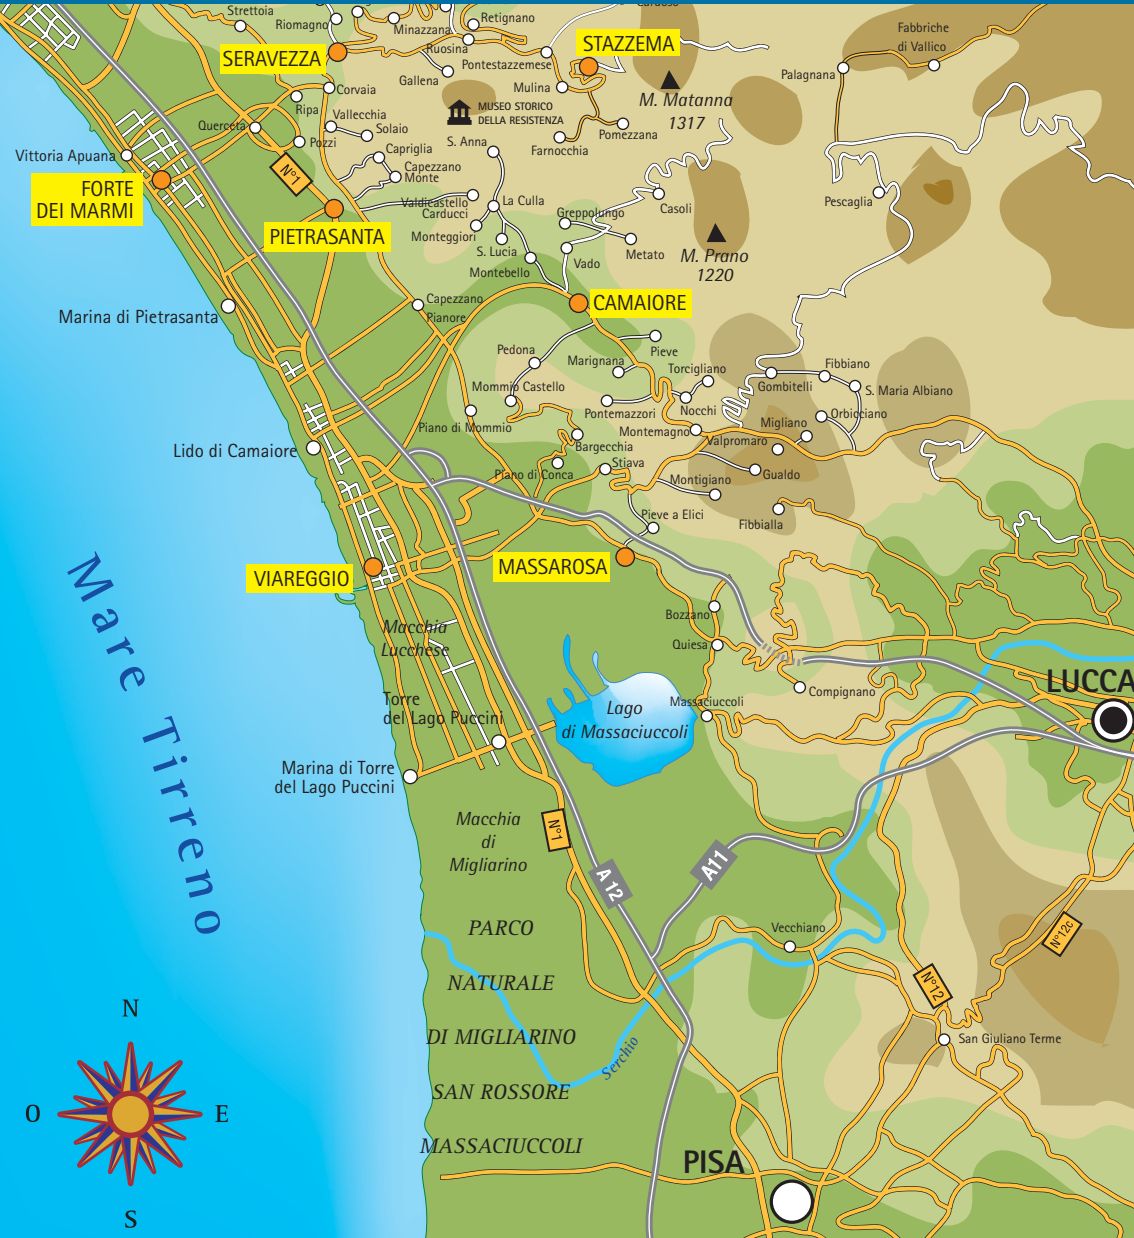 Strettoia
Riomagno
Minazzana
Retignano
Ruosina
SERAVEZZA
STAZZEMA
Fabbriche
di Vallico
Pontestazzemese
Palagnana
Gallena
Mulina
Corvaia
M. Matanna
1317
Ripa
MUSEO STORICO
DELLA RESISTENZA
Vallecchia
Querceta
Solaio
Pomezzana
Pozzi
S. Anna
Farnocchia
Vittoria Apuana
Capriglia
Capezzano
Monte
N°1
FORTE
DEI MARMI
Valdicastello
Carducci
La Culla
Casoli
Pescaglia
Greppolungo
PIETRASANTA
Monteggiori
S. Lucia
Metato
M. Prano
1220
Vado
Montebello
Capezzano
Pianore
CAMAIORE
Marina di Pietrasanta
Pedona
Pieve
Marignana
Torcigliano
Fibbiano
Gombitelli
Mommio Castello
S. Maria Albiano
Pontemazzori
Nocchi
Orbicciano
Piano di Mommio
Montemagno
Migliano
Valpromaro
Lido di Camaiore
Bargecchia
Stiava
Piano di Conca
Gualdo
Montigiano
Pieve a Elici
Fibbialla
MASSAROSA
VIAREGGIO
Mare Tirreno
Bozzano
Macchia
Lucchese
Quiesa
LUCCA
Compignano
Torre
del Lago Puccini
Massaciuccoli
Lago
di Massaciuccoli
Marina di Torre
del Lago Puccini
Macchia
di
Migliarino
N°1
A 12
A11
PARCO
NATURALE
DI MIGLIARINO
SAN ROSSORE
MASSACIUCCOLI
Vecchiano
N°12c
N°12
San Giuliano Terme
Serchio
N
O
E
S
PISA